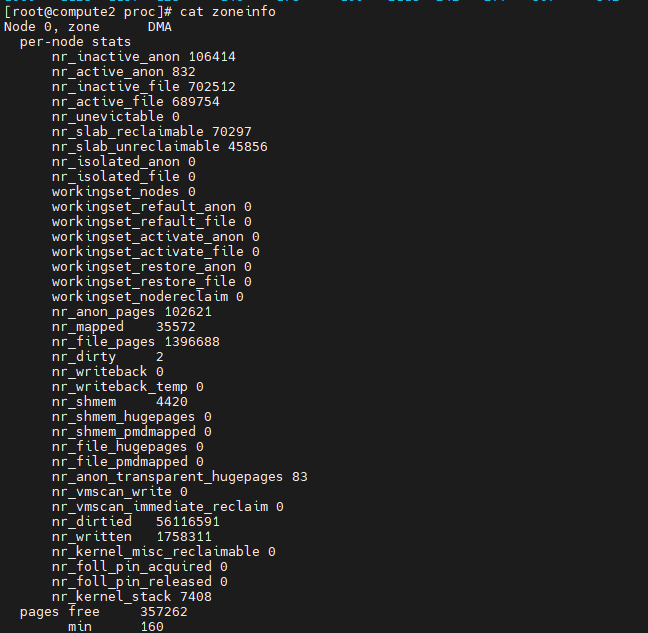 [root@compute2 proc]# cat zoneinfo
Node 0, zone      DMA
  per-node stats
      nr_inactive_anon 106414
      nr_active_anon 832
      nr_inactive_file 702512
      nr_active_file 689754
      nr_unevictable 0
      nr_slab_reclaimable 70297
      nr_slab_unreclaimable 45856
      nr_isolated_anon 0
      nr_isolated_file 0
      workingset_nodes 0
      workingset_refault_anon 0
      workingset_refault_file 0
      workingset_activate_anon 0
      workingset_activate_file 0
      workingset_restore_anon 0
      workingset_restore_file 0
      workingset_nodereclaim 0
      nr_anon_pages 102621
      nr_mapped    35572
      nr_file_pages 1396688
      nr_dirty     2
      nr_writeback 0
      nr_writeback_temp 0
      nr_shmem     4420
      nr_shmem_hugepages 0
      nr_shmem_pmdmapped 0
      nr_file_hugepages 0
      nr_file_pmdmapped 0
      nr_anon_transparent_hugepages 83
      nr_vmscan_write 0
      nr_vmscan_immediate_reclaim 0
      nr_dirtied   56116591
      nr_written   1758311
      nr_kernel_misc_reclaimable 0
      nr_foll_pin_acquired 0
      nr_foll_pin_released 0
      nr_kernel_stack 7408
  pages free     357262
        min      160